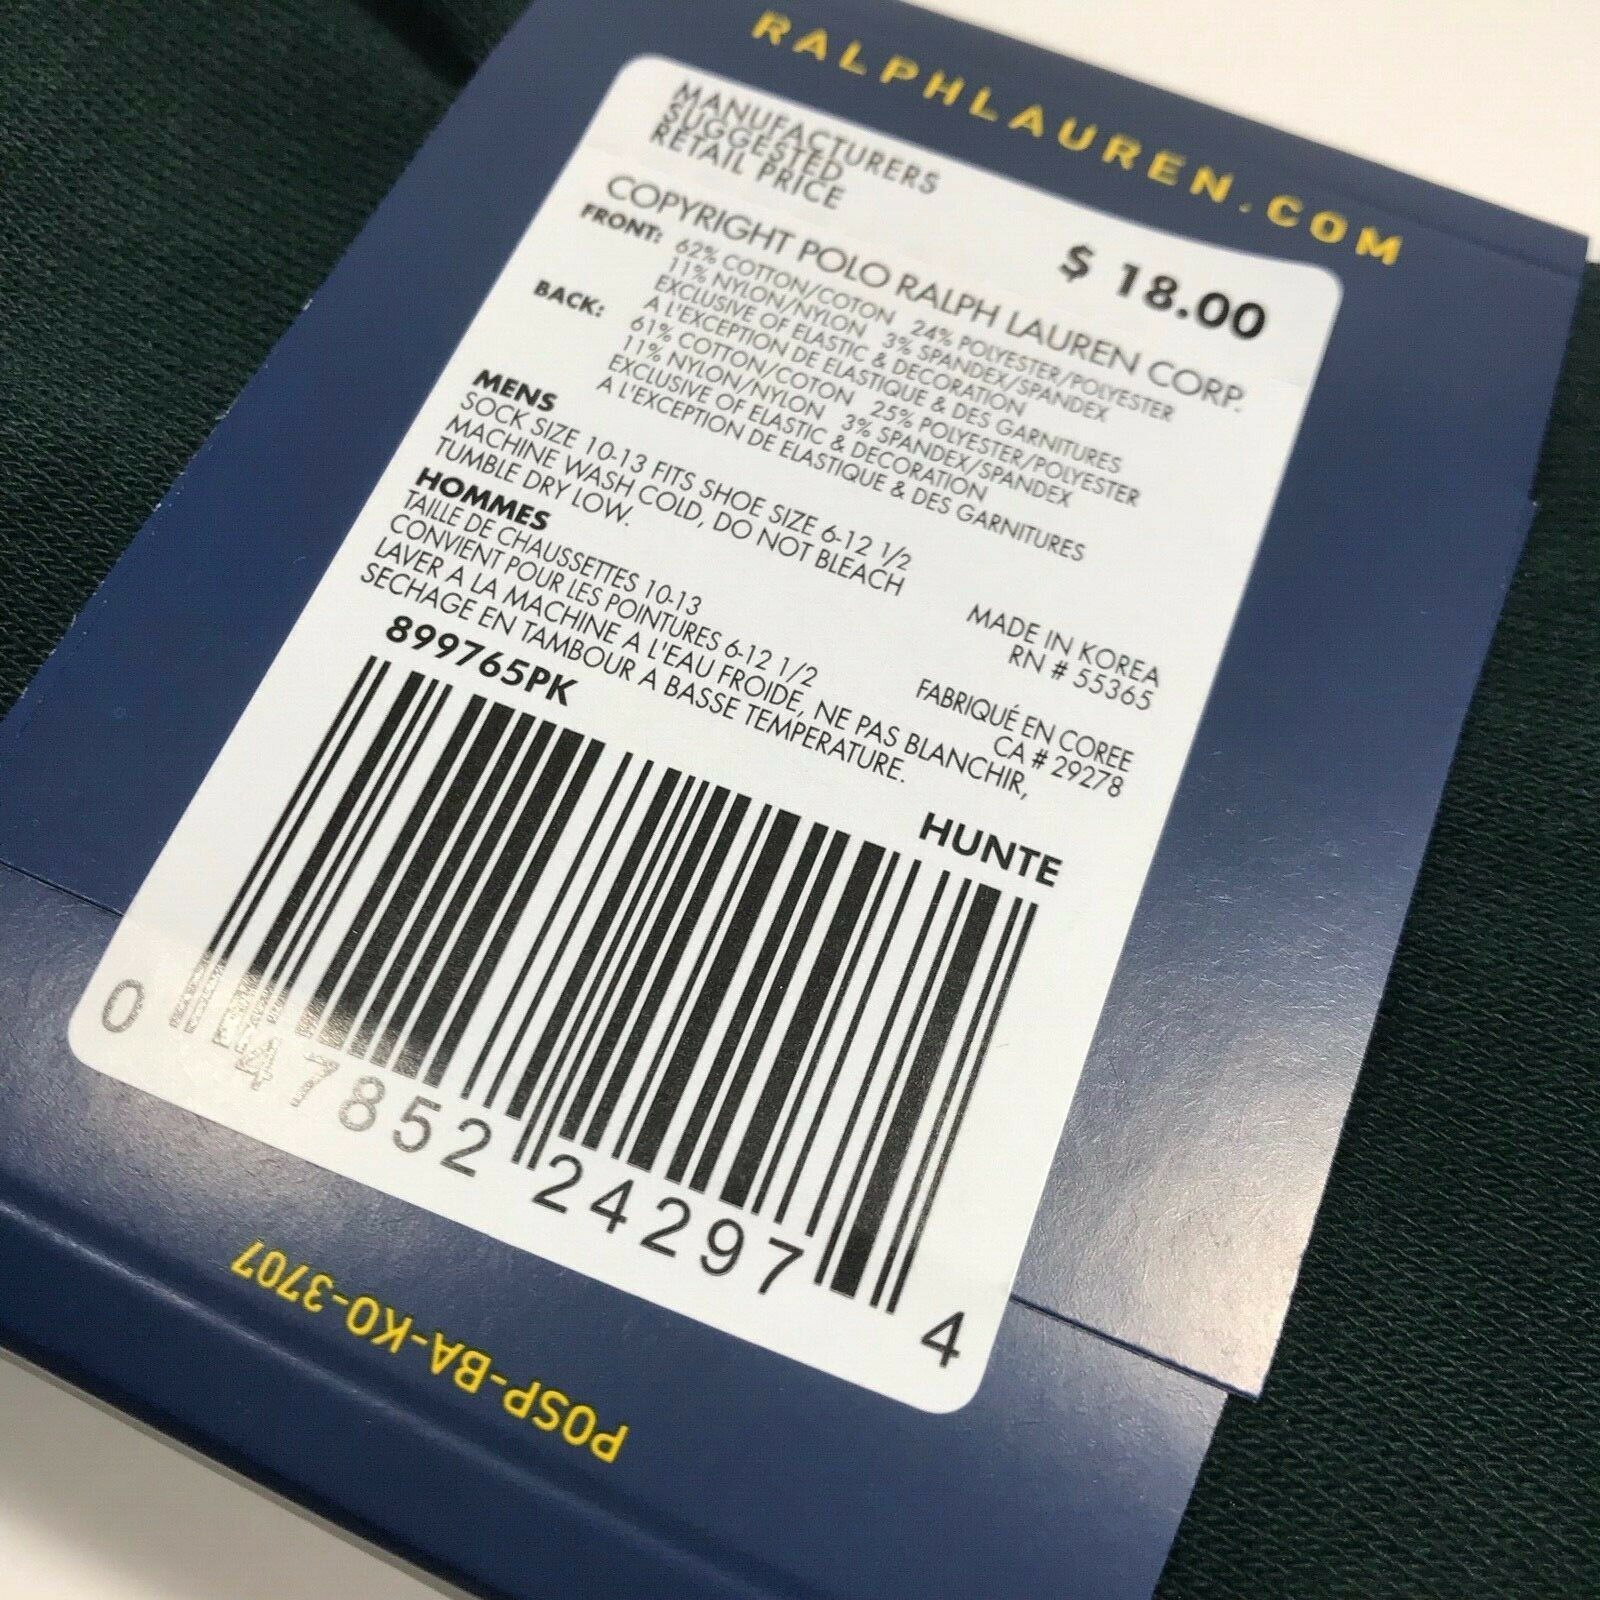 RALPHLAUREN.COM
MANUFACTURERS
SUGGESTED
RETAIL PRICE
$ 18.00
COPYRIGHT POLO RALPH LAUREN CORP.
FRONT: 62% COTTON/COTON 24% POLYESTER/POLYESTER
11% NYLON/NYLON 3% SPANDEX/SPANDEX
EXCLUSIVE OF ELASTIC & DECORATION
A L'EXCEPTION DE ELASTIQUE & DES GARNITURES
BACK: 61% COTTON/COTON 25% POLYESTER/POLYESTER
11% NYLON/NYLON 3% SPANDEX/SPANDEX
EXCLUSIVE OF ELASTIC & DECORATION
A L'EXCEPTION DE ELASTIQUE & DES GARNITURES
MENS
SOCK SIZE 10-13 FITS SHOE SIZE 6-12 1/2
MACHINE WASH COLD, DO NOT BLEACH
TUMBLE DRY LOW.
MADE IN KOREA
RN # 55365
HOMMES
TAILLE DE CHAUSSETTES 10-13
CONVIENT POUR LES POINTURES 6-12 1/2
LAVER A LA MACHINE A L'EAU FROIDE, NE PAS BLANCHIR,
SECHAGE EN TAMBOUR A BASSE TEMPERATURE.
FABRIQUÉ EN COREE
CA # 29278
899765PK
HUNTE
0 47852 24297 4
POSP-BA-KO-3707